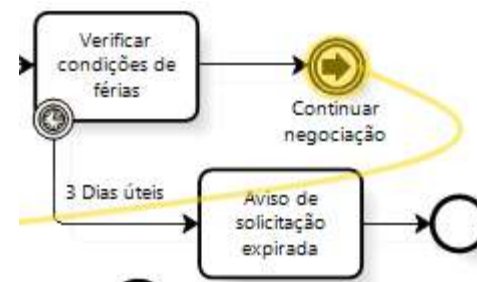 Verificar
condições de
férias
Continuar
negociação
3 Dias úteis
Aviso de
solicitação
expirada